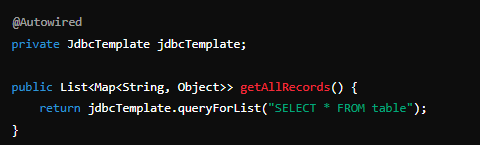 @Autowired
private JdbcTemplate jdbcTemplate;
public List<Map<String, Object>> getAllRecords() {
    return jdbcTemplate.queryForList("SELECT * FROM table");
}